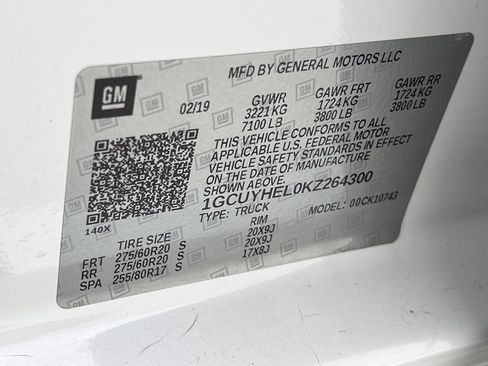 GM
MFD BY GENERAL MOTORS LLC
02/19 GVWR GAWR FRT GAWR RR
3221 KG 1724 KG 1724 KG
7100 LB 3800 LB 3800 LB
THIS VEHICLE CONFORMS TO ALL
APPLICABLE U.S. FEDERAL MOTOR
VEHICLE SAFETY STANDARDS IN EFFECT
ON THE DATE OF MANUFACTURE
SHOWN ABOVE.
1GCUYHEL0KZ264300
140X TYPE: TRUCK MODEL: 00CK10743
TIRE SIZE RIM
FRT 275/60R20 S 20X9J
RR 275/60R20 S 20X9J
SPA 255/80R17 S 17X8J